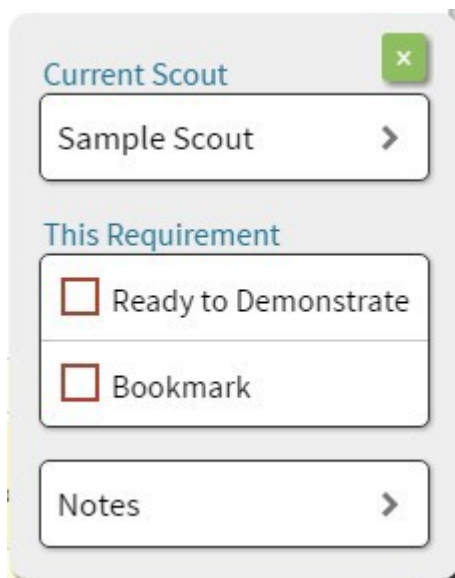 Current Scout
×
Sample Scout
This Requirement
Ready to Demonstrate
Bookmark
Notes